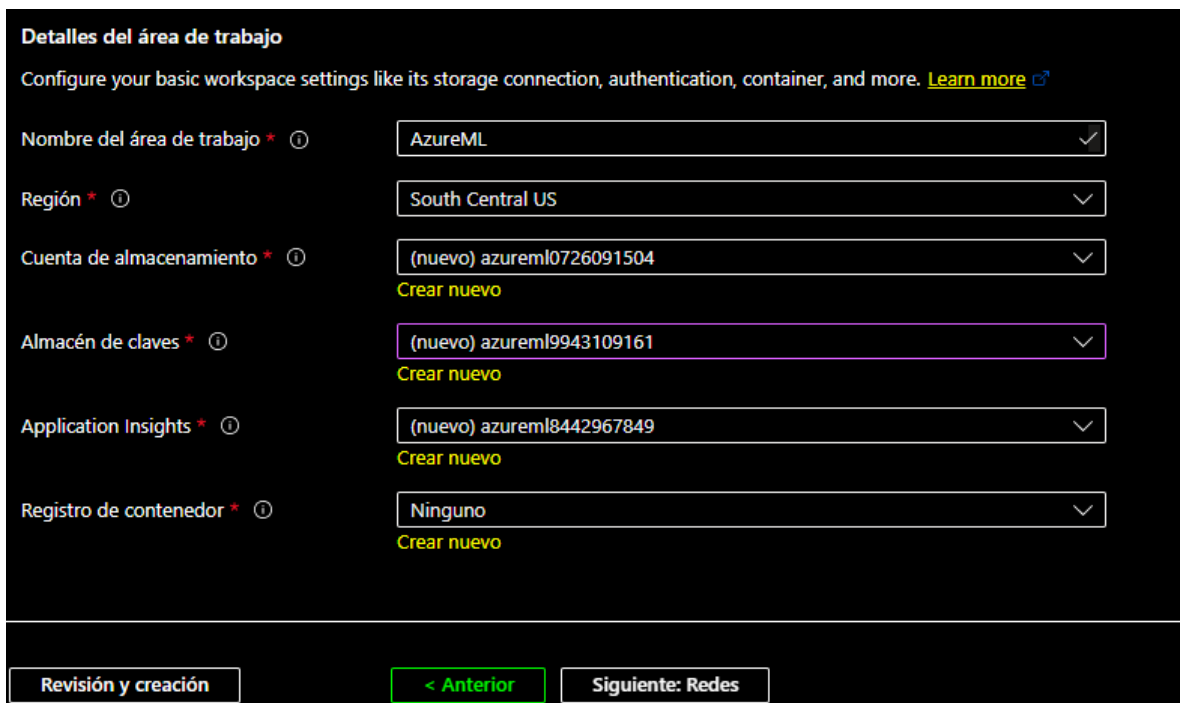 Detalles del área de trabajo
Configure your basic workspace settings like its storage connection, authentication, container, and more. Learn more
Nombre del área de trabajo * AzureML
Región * South Central US
Cuenta de almacenamiento * (nuevo) azureml0726091504
Crear nuevo
Almacén de claves * (nuevo) azureml9943109161
Crear nuevo
Application Insights * (nuevo) azureml8442967849
Crear nuevo
Registro de contenedor * Ninguno
Crear nuevo
Revisión y creación < Anterior Siguiente: Redes